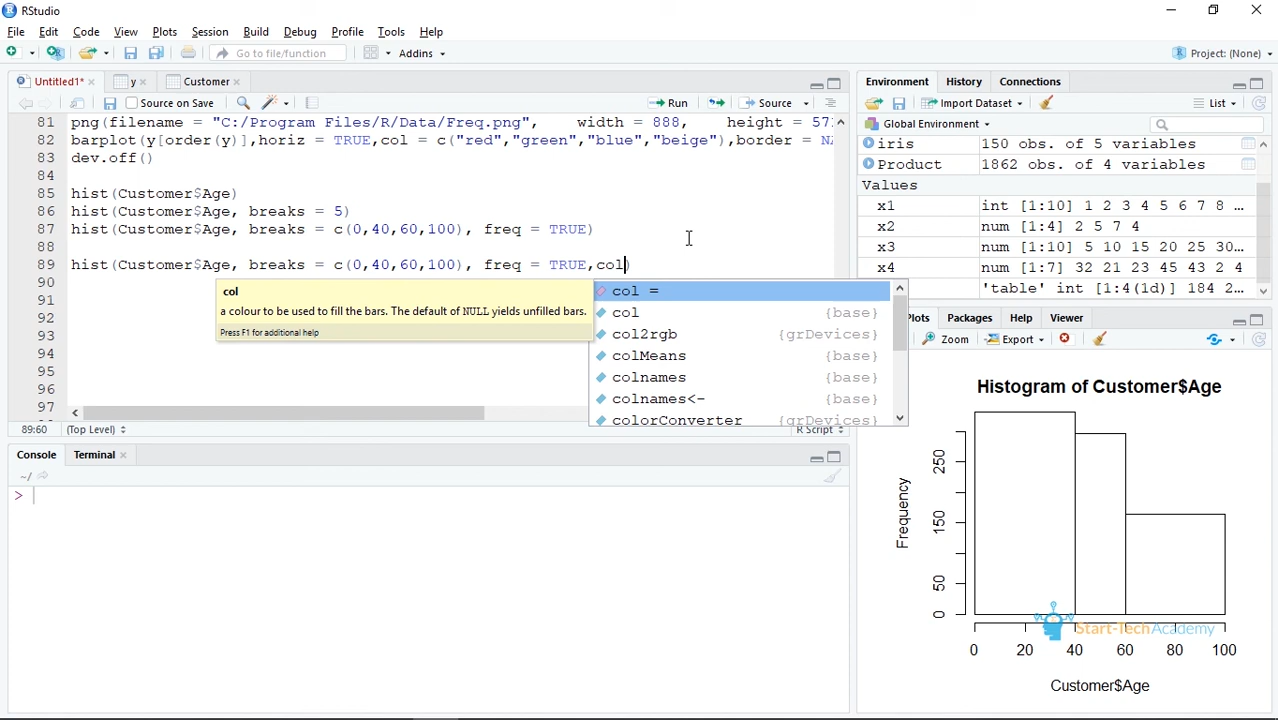 RStudio
File Edit Code View Plots Session Build Debug Profile Tools Help
Go to file/function Addins Project: (None)
Untitled1* y Customer
Source on Save Run Source
81 png(filename = "C:/Program Files/R/Data/Freq.png", width = 888, height = 57
82 barplot(y[order(y)],horiz = TRUE,col = c("red","green","blue","beige"),border = NA
83 dev.off()
84
85 hist(Customer$Age)
86 hist(Customer$Age, breaks = 5)
87 hist(Customer$Age, breaks = c(0,40,60,100), freq = TRUE)
88
89 hist(Customer$Age, breaks = c(0,40,60,100), freq = TRUE,col)
90
91
92
93
94
95
96
97
col
a colour to be used to fill the bars. The default of NULL yields unfilled bars.
Press F1 for additional help
col =
col {base}
col2rgb {grDevices}
colMeans {base}
colnames {base}
colnames<- {base}
colorConverter {grDevices}
89:60 (Top Level) R Script
Console Terminal
~/
>
Environment History Connections
Import Dataset List
Global Environment
iris 150 obs. of 5 variables
Product 1862 obs. of 4 variables
Values
x1 int [1:10] 1 2 3 4 5 6 7 8 ...
x2 num [1:4] 2 5 7 4
x3 num [1:10] 5 10 15 20 25 30...
x4 num [1:7] 32 21 23 45 43 2 4
'table' int [1:4(1d)] 184 2...
Plots Packages Help Viewer
Zoom Export
Histogram of Customer$Age
Frequency
250
150
50
0
Start-TechAcademy
0 20 40 60 80 100
Customer$Age